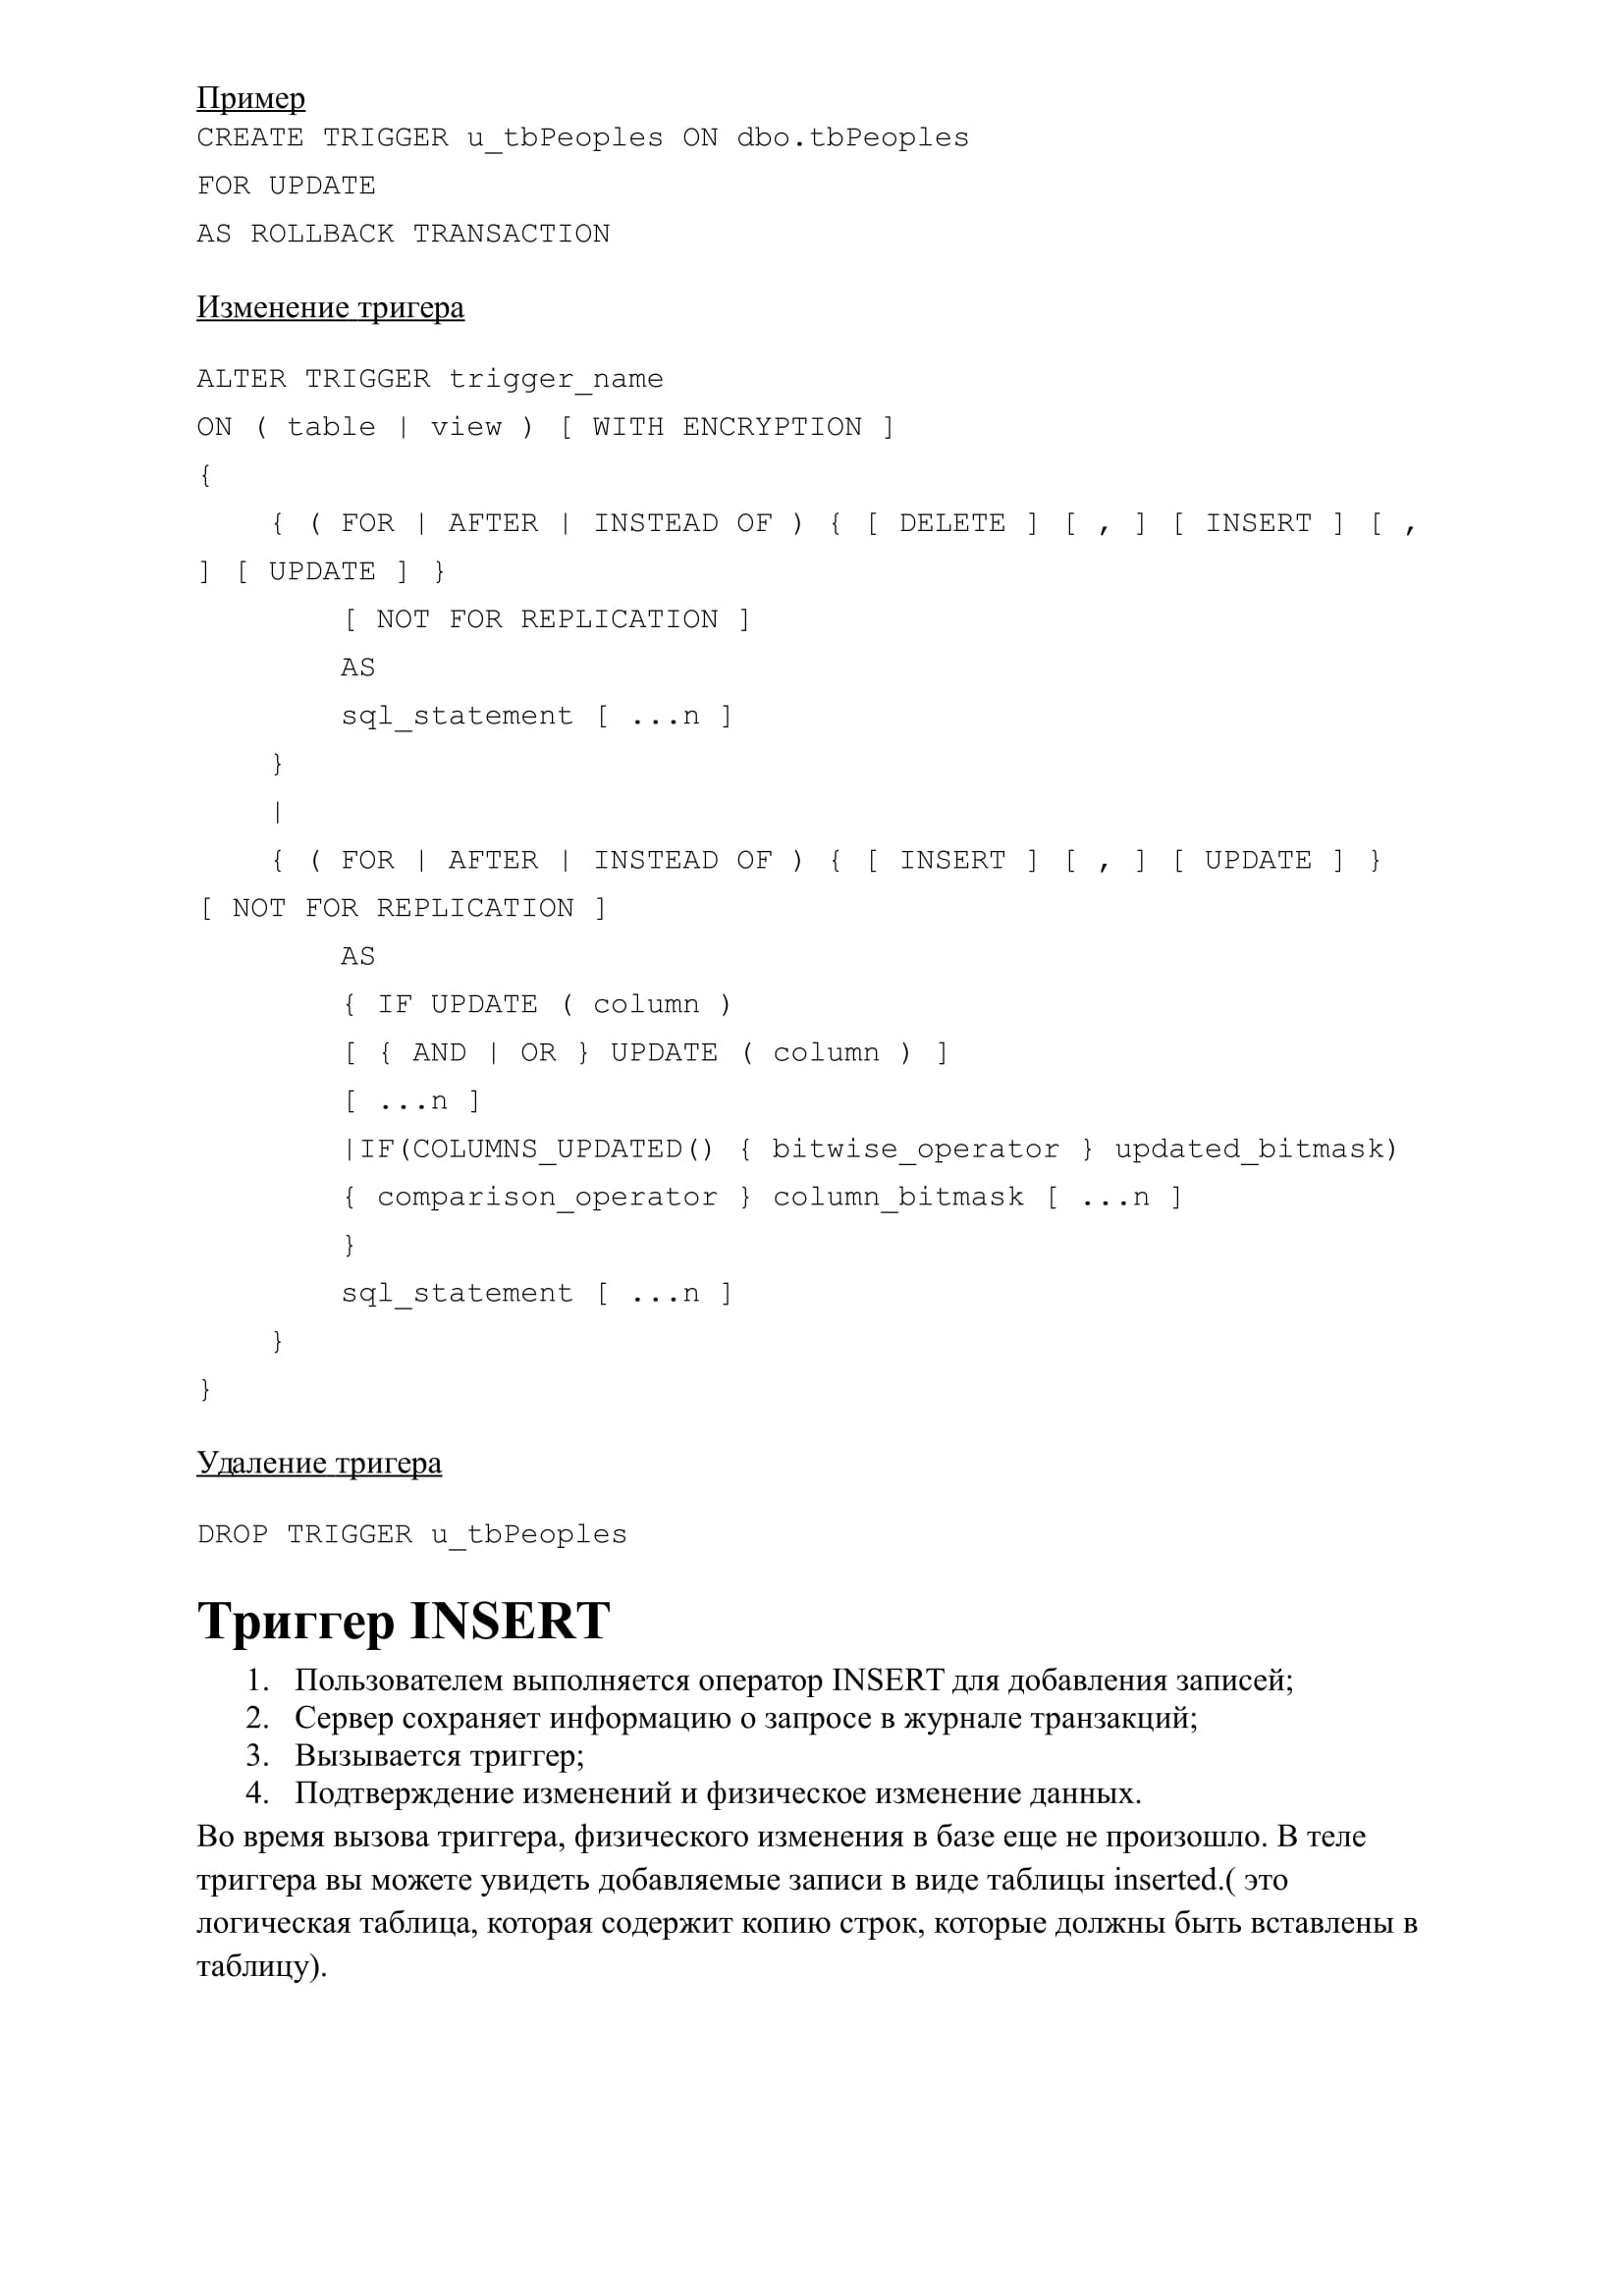 Пример
CREATE TRIGGER u_tbPeoples ON dbo.tbPeoples
FOR UPDATE
AS ROLLBACK TRANSACTION
Изменение тригера
ALTER TRIGGER trigger_name
ON ( table | view ) [ WITH ENCRYPTION ]
{
{ ( FOR | AFTER | INSTEAD OF ) { [ DELETE ] [ , ] [ INSERT ] [ ,
] [ UPDATE ] }
[ NOT FOR REPLICATION ]
AS
sql_statement [ ...n ]
}
|
{ ( FOR | AFTER | INSTEAD OF ) { [ INSERT ] [ , ] [ UPDATE ] }
[ NOT FOR REPLICATION ]
AS
{ IF UPDATE ( column )
[ { AND | OR } UPDATE ( column ) ]
[ ...n ]
|IF(COLUMNS_UPDATED() { bitwise_operator } updated_bitmask)
{ comparison_operator } column_bitmask [ ...n ]
}
sql_statement [ ...n ]
}
}
Удаление тригера
DROP TRIGGER u_tbPeoples
Триггер INSERT
1. Пользователем выполняется оператор INSERT для добавления записей;
2. Сервер сохраняет информацию о запросе в журнале транзакций;
3. Вызывается триггер;
4. Подтверждение изменений и физическое изменение данных.
Во время вызова триггера, физического изменения в базе еще не произошло. В теле
триггера вы можете увидеть добавляемые записи в виде таблицы inserted.( это
логическая таблица, которая содержит копию строк, которые должны быть вставлены в
таблицу).